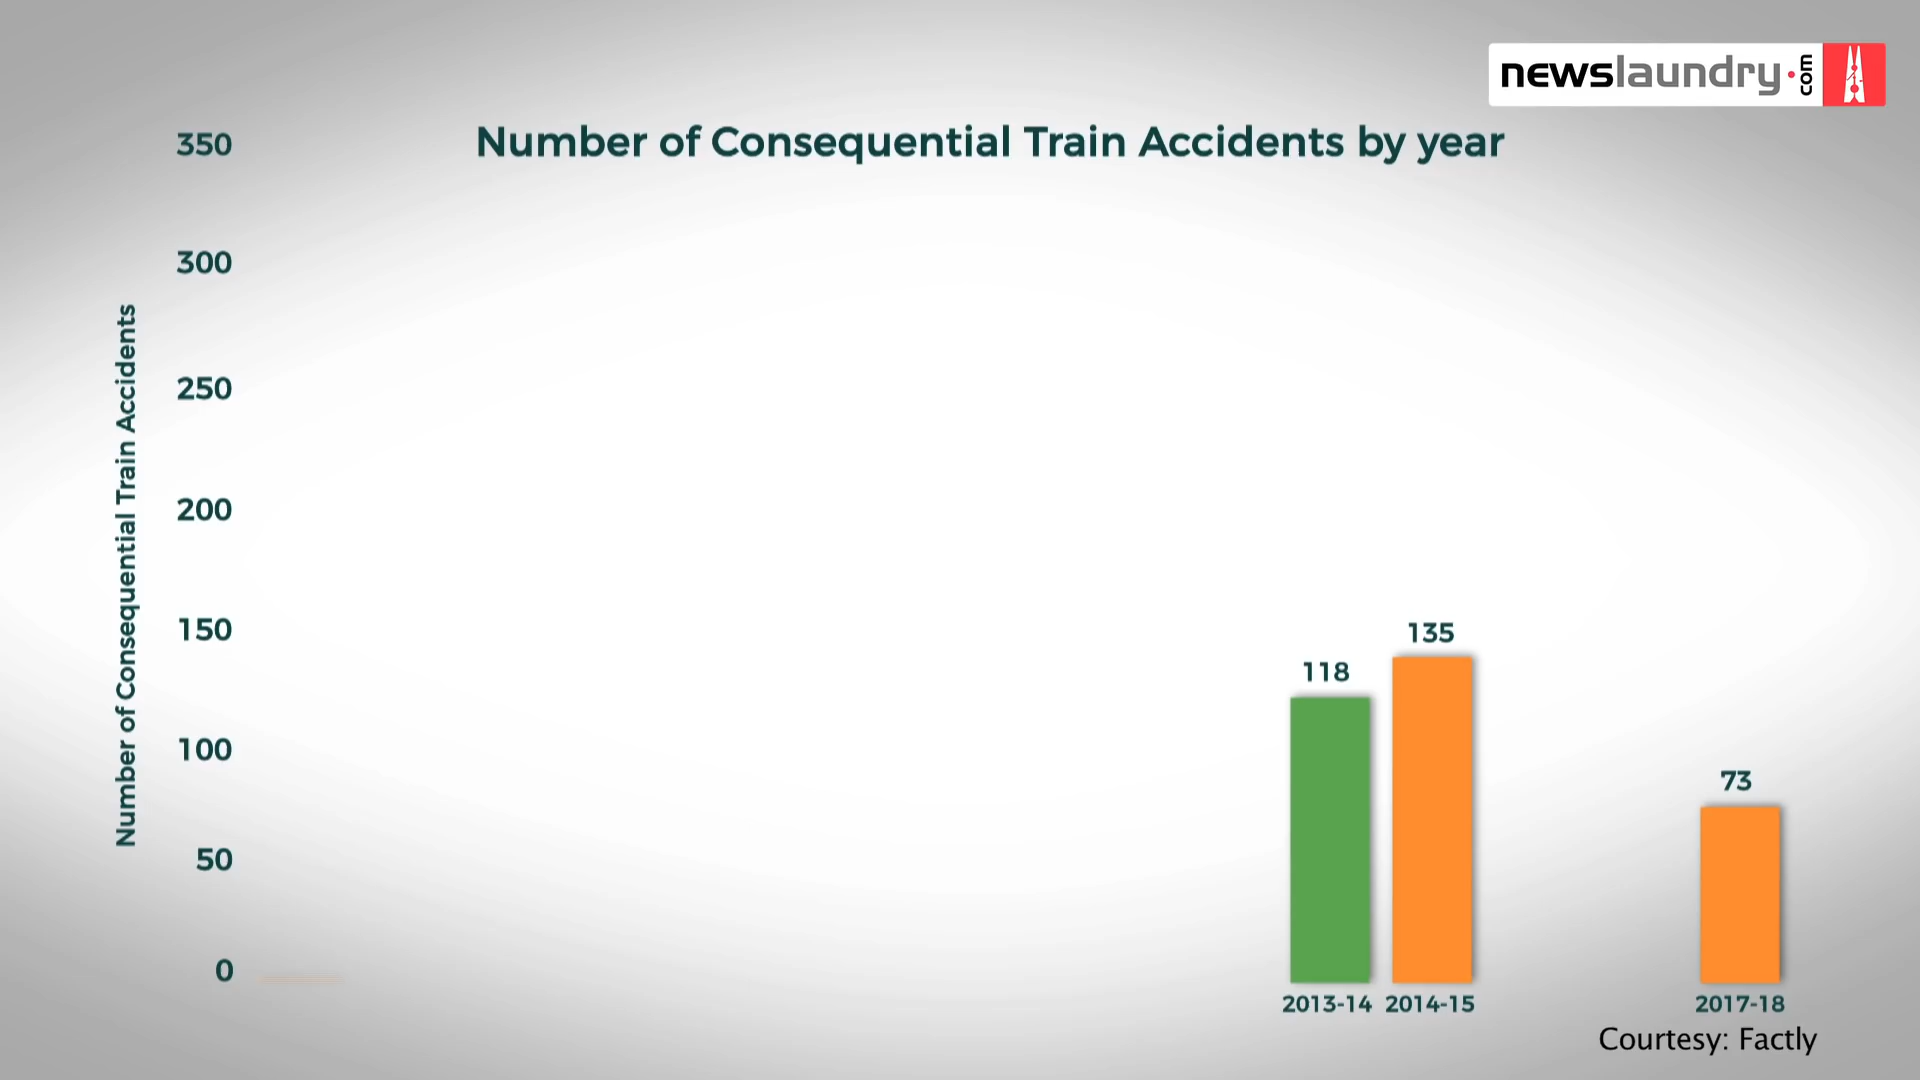 newslaundry.com
Number of Consequential Train Accidents by year
Number of Consequential Train Accidents
350
300
250
200
150
100
50
0
118
135
73
2013-14 2014-15 2017-18
Courtesy: Factly